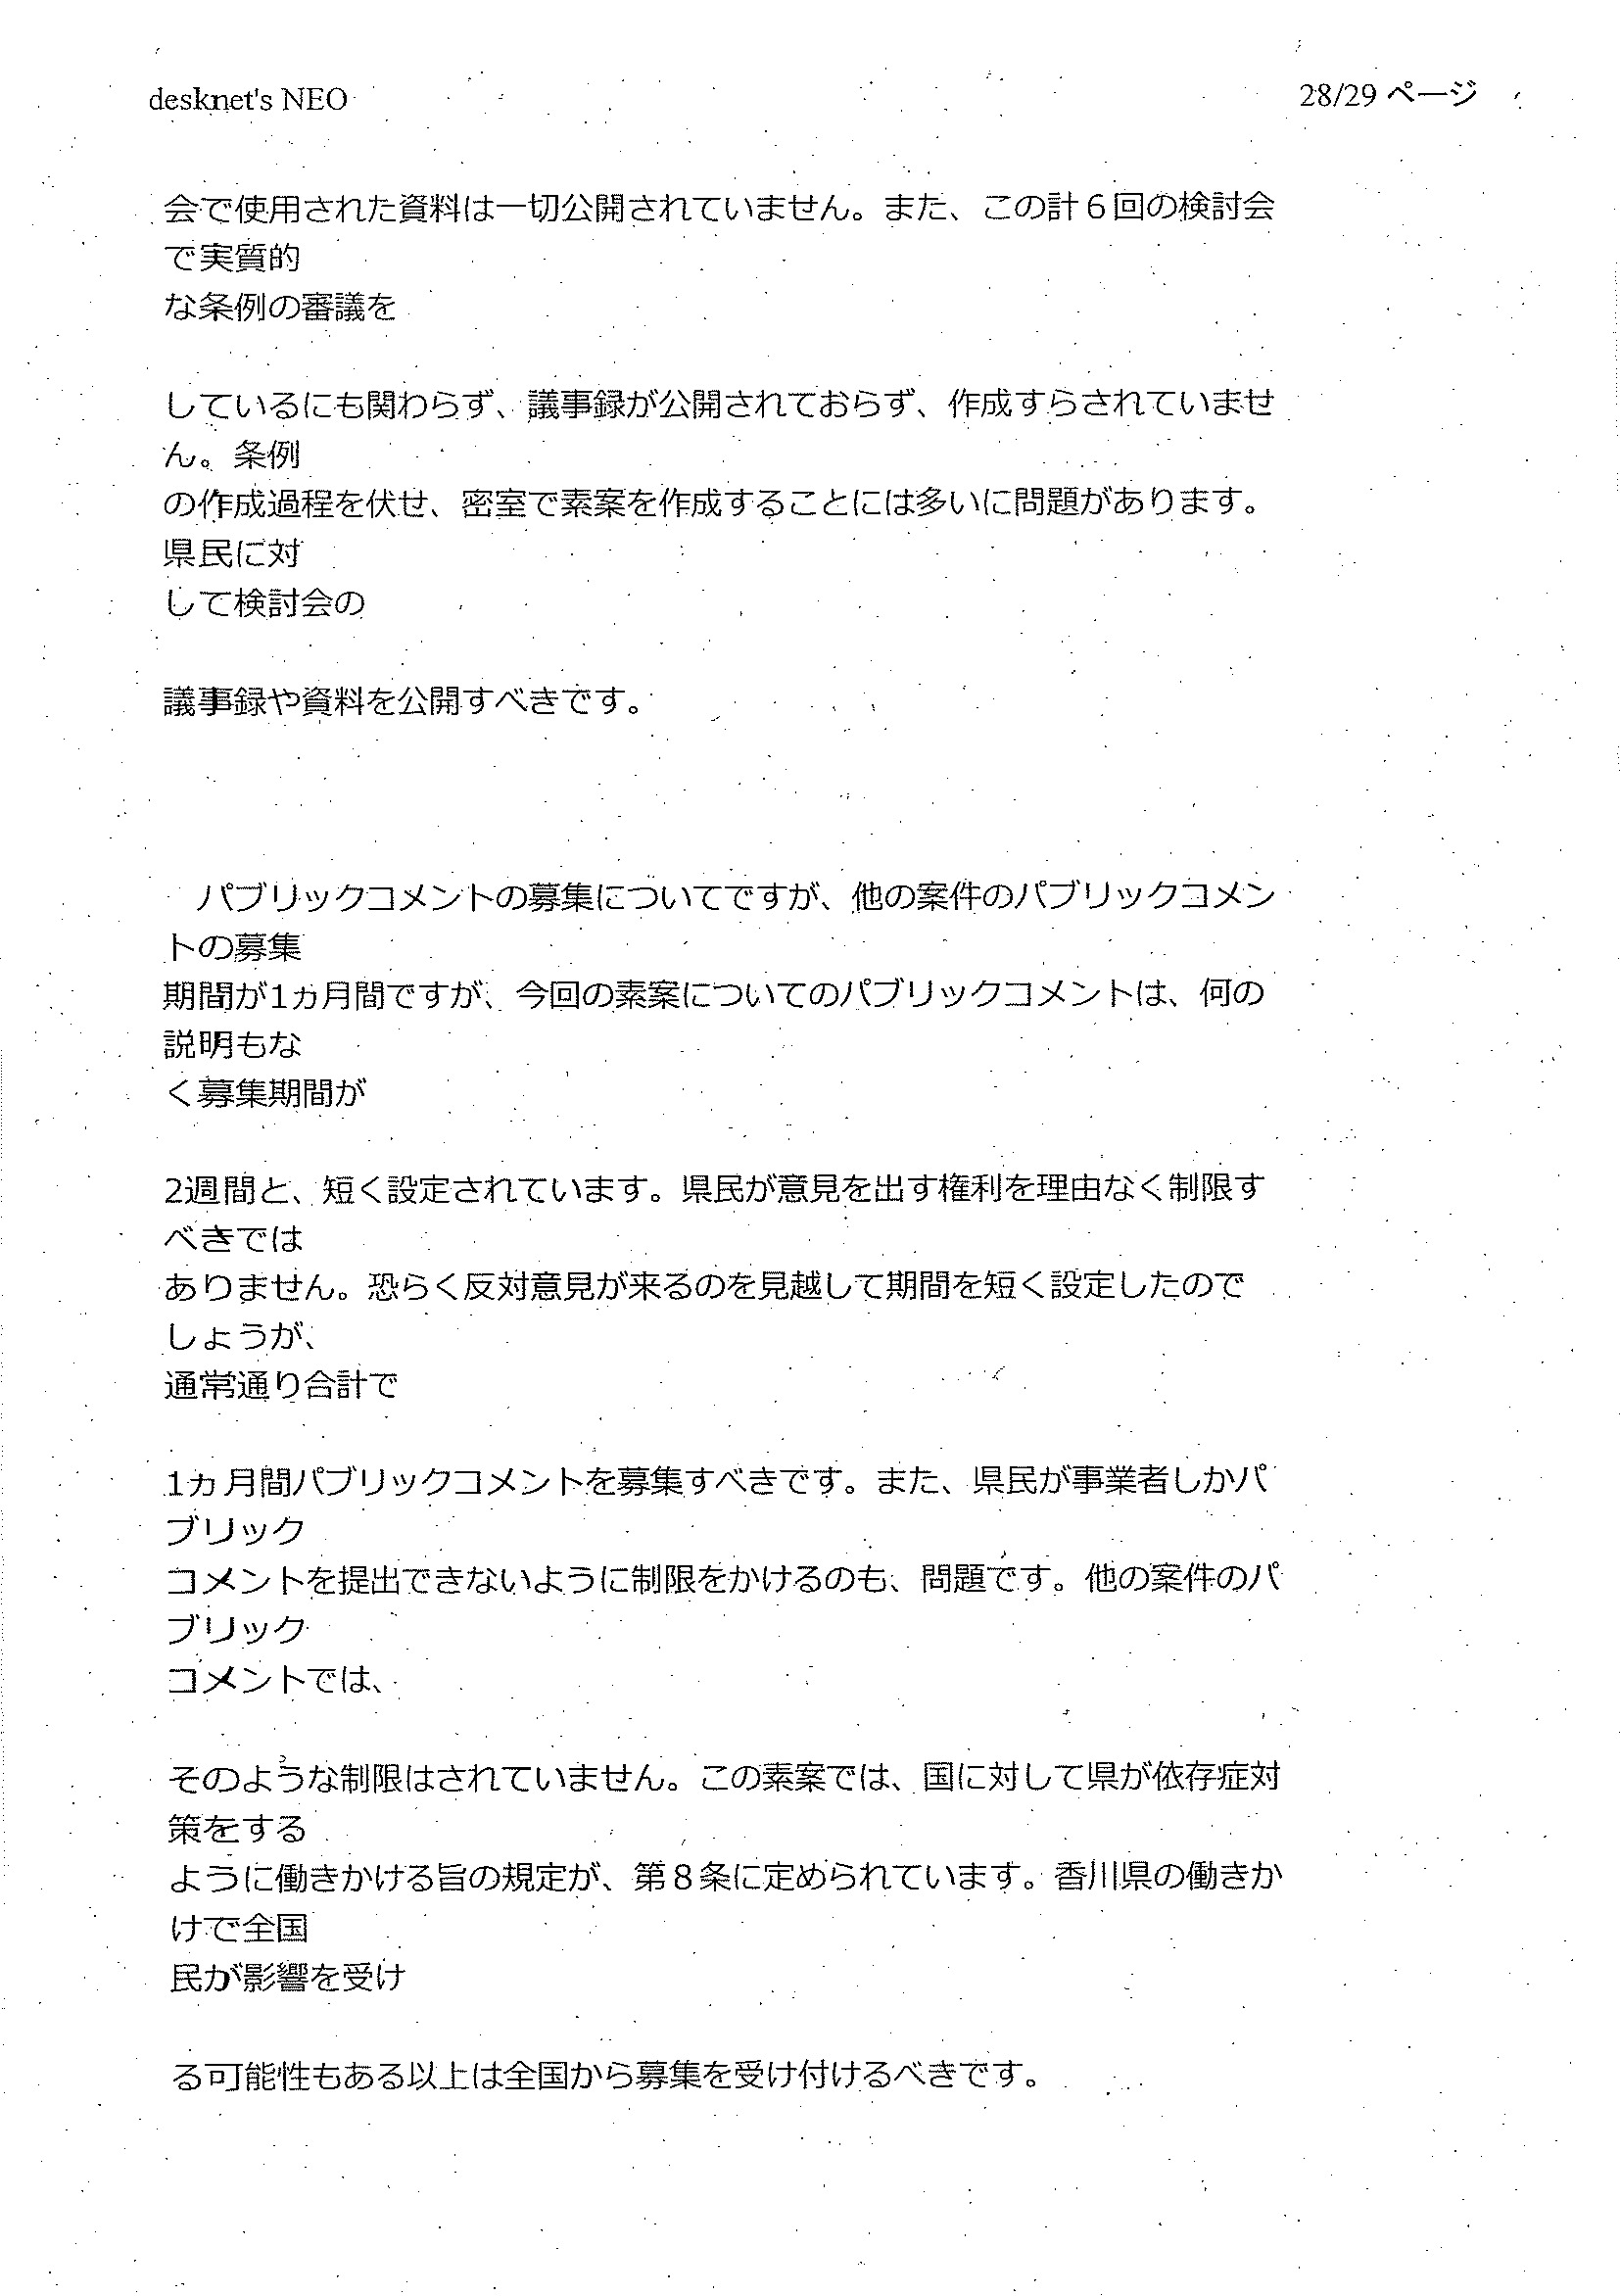 desknet's NEO
28/29 ページ
会で使用された資料は一切公開されていません。また、この計６回の検討会
で実質的
な条例の審議を
しているにも関わらず、議事録が公開されておらず、作成すらされていませ
ん。条例
の作成過程を伏せ、密室で素案を作成することには多いに問題があります。
県民に対
して検討会の
議事録や資料を公開すべきです。
パブリックコメントの募集についてですが、他の案件のパブリックコメン
トの募集
期間が1ヵ月間ですが、今回の素案についてのパブリックコメントは、何の
説明もな
く募集期間が
2週間と、短く設定されています。県民が意見を出す権利を理由なく制限す
べきでは
ありません。恐らく反対意見が来るのを見越して期間を短く設定したので
しょうが、
通常通り合計で
1ヵ月間パブリックコメントを募集すべきです。また、県民が事業者しかパ
ブリック
コメントを提出できないように制限をかけるのも、問題です。他の案件のパ
ブリック
コメントでは、
そのような制限はされていません。この素案では、国に対して県が依存症対
策をする
ように働きかける旨の規定が、第８条に定められています。香川県の働きか
けで全国
民が影響を受け
る可能性もある以上は全国から募集を受け付けるべきです。